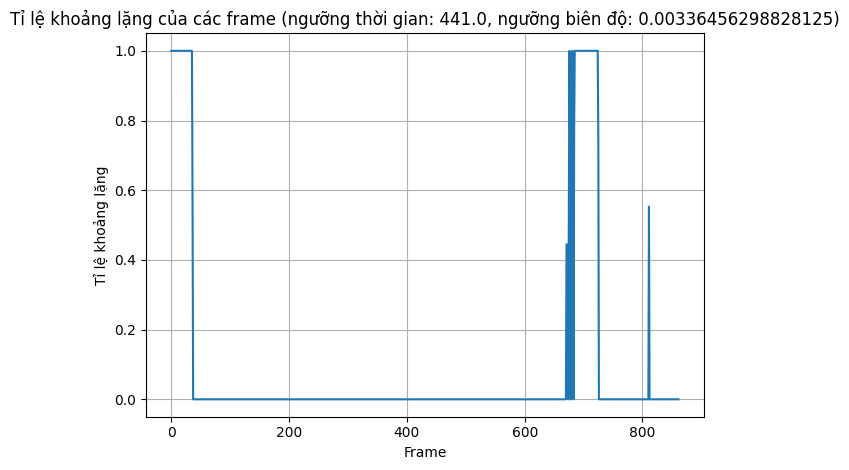 Tỉ lệ khoảng lặng của các frame (ngưỡng thời gian: 441.0, ngưỡng biên độ: 0.00336456298828125)
1.0
0.8
0.6
0.4
0.2
0.0
Tỉ lệ khoảng lặng
0 200 400 600 800
Frame